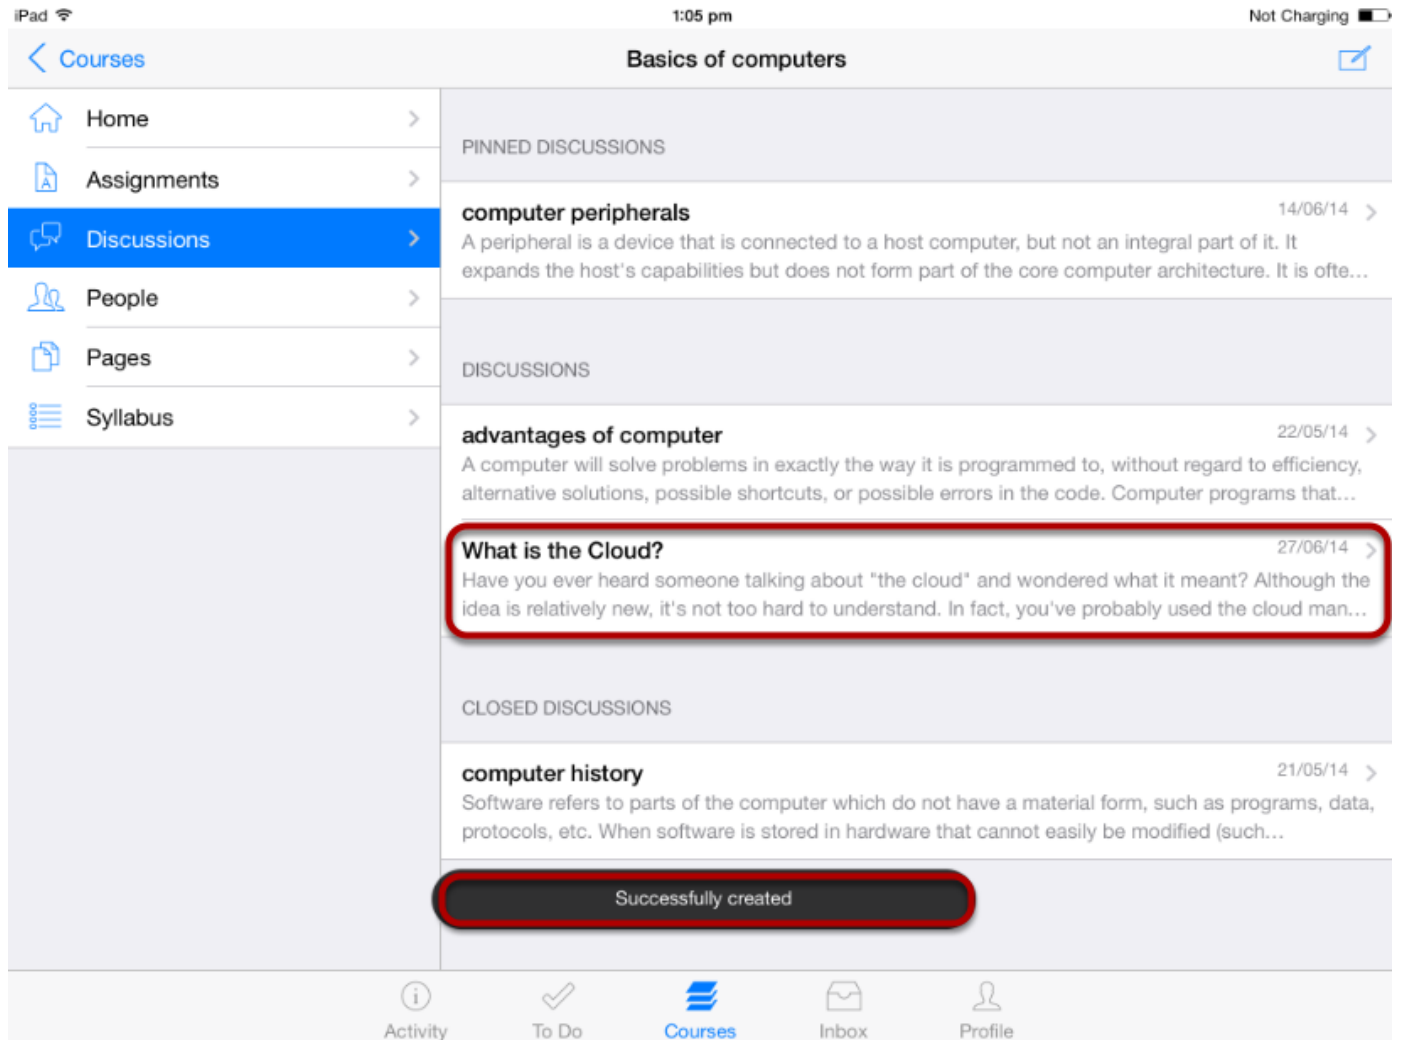 iPad 1:05 pm Not Charging
Courses Basics of computers
Home
Assignments
Discussions
People
Pages
Syllabus
PINNED DISCUSSIONS
computer peripherals 14/06/14
A peripheral is a device that is connected to a host computer, but not an integral part of it. It
expands the host's capabilities but does not form part of the core computer architecture. It is ofte...
DISCUSSIONS
advantages of computer 22/05/14
A computer will solve problems in exactly the way it is programmed to, without regard to efficiency,
alternative solutions, possible shortcuts, or possible errors in the code. Computer programs that...
What is the Cloud? 27/06/14
Have you ever heard someone talking about "the cloud" and wondered what it meant? Although the
idea is relatively new, it's not too hard to understand. In fact, you've probably used the cloud man...
CLOSED DISCUSSIONS
computer history 21/05/14
Software refers to parts of the computer which do not have a material form, such as programs, data,
protocols, etc. When software is stored in hardware that cannot easily be modified (such...
Successfully created
Activity To Do Courses Inbox Profile